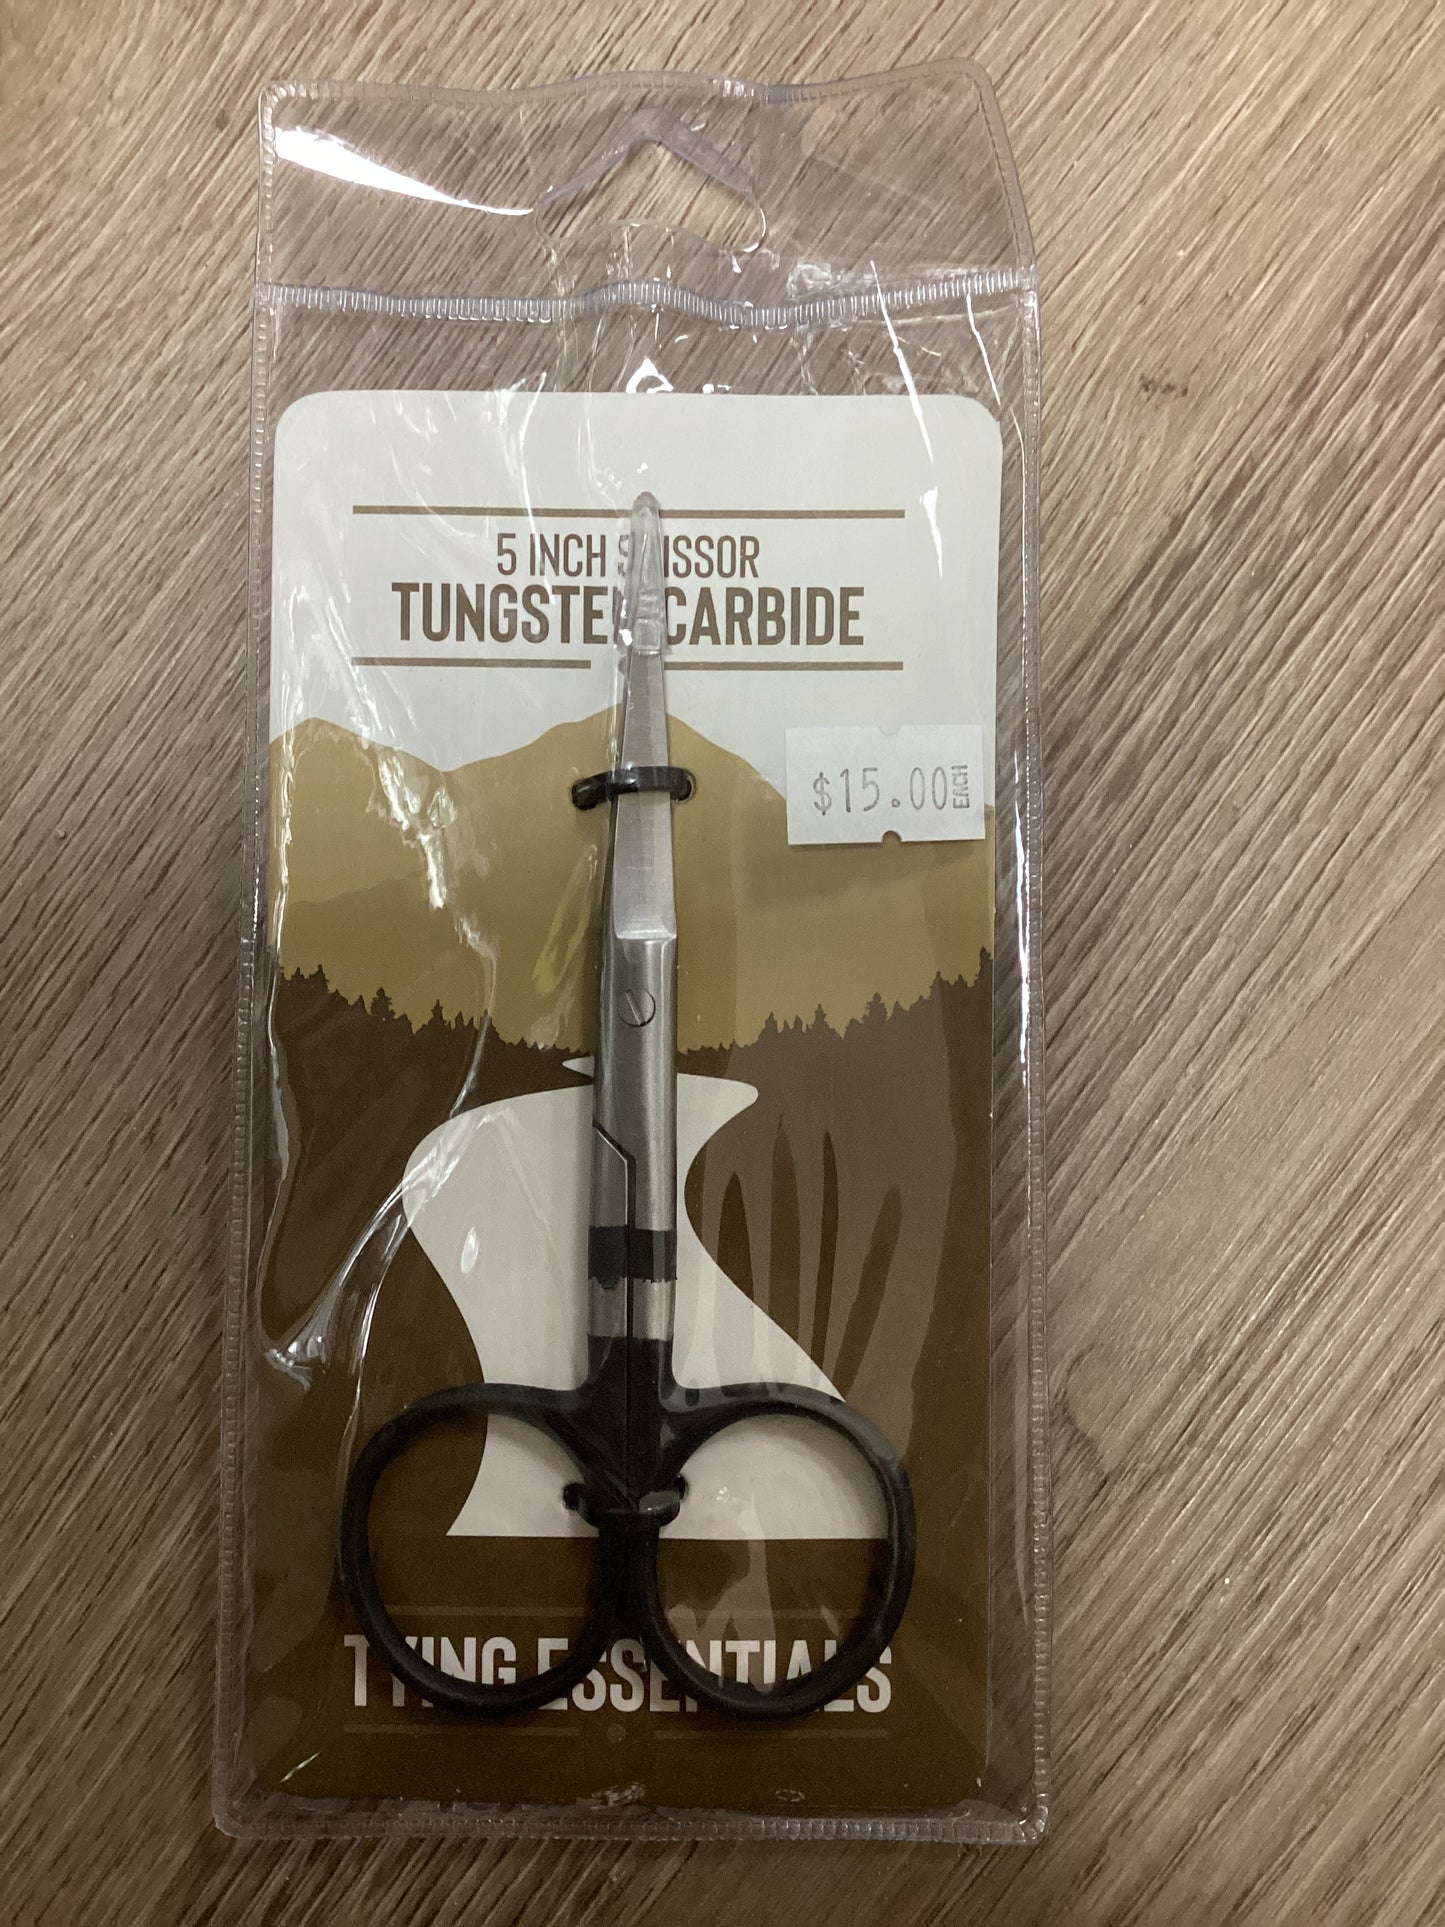 5 INCH SCISSOR
TUNGSTEN CARBIDE
$15.00 EACH
TYING ESSENTIALS